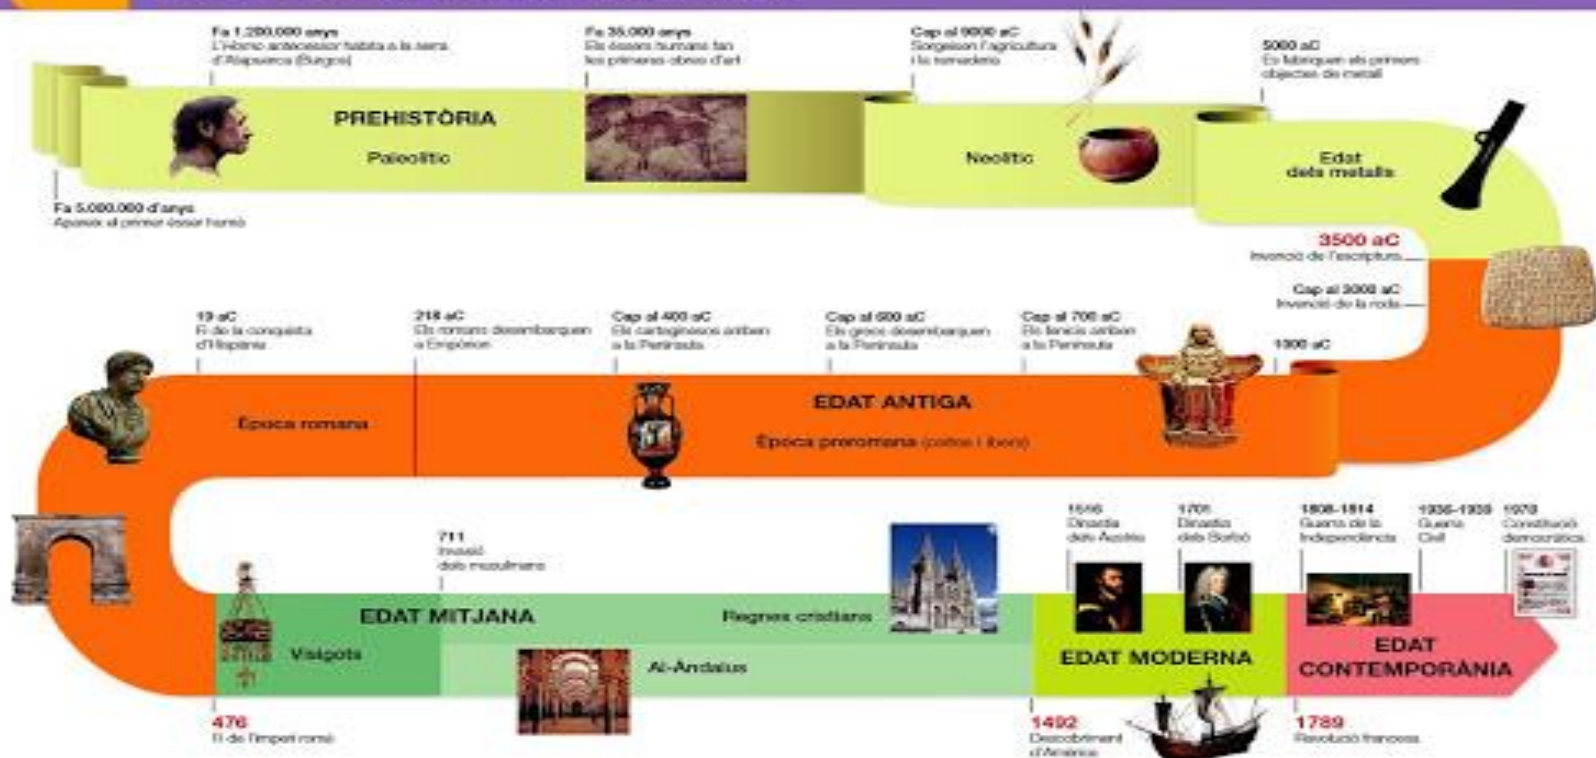 Fa 1.200.000 anys
L'Homo antecessor habita a la serra
d'Atapuerca (Burgos)
Fa 35.000 anys
Els éssers humans fan
les primeres obres d'art
Cap al 9000 aC
Sorgeixen l'agricultura
i la ramaderia
5000 aC
Es fabriquen els primers
objectes de metall
PREHISTÒRIA
Paleolític
Neolític
Edat
dels metalls
Fa 5.000.000 d'anys
Apareix el primer ésser humà
3500 aC
Invenció de l'escriptura
Cap al 3000 aC
Invenció de la roda
19 aC
Fi de la conquista
d'Hispània
218 aC
Els romans desembarquen
a Empòrion
Cap al 400 aC
Els cartaginesos arriben
a la Península
Cap al 600 aC
Els grecs desembarquen
a la Península
Cap al 700 aC
Els fenicis arriben
a la Península
1000 aC
EDAT ANTIGA
Època romana
Època preromana (celtes i ibers)
711
Invasió
dels musulmans
1516
Dinastia
dels Àustria
1701
Dinastia
dels Borbó
1808-1814
Guerra de la
Independència
1936-1939
Guerra
Civil
1978
Constitució
democràtica
EDAT MITJANA
Regnes cristians
Visigots
Al-Àndalus
EDAT MODERNA
EDAT
CONTEMPORÀNIA
476
Fi de l'imperi romà
1492
Descobriment
d'Amèrica
1789
Revolució francesa